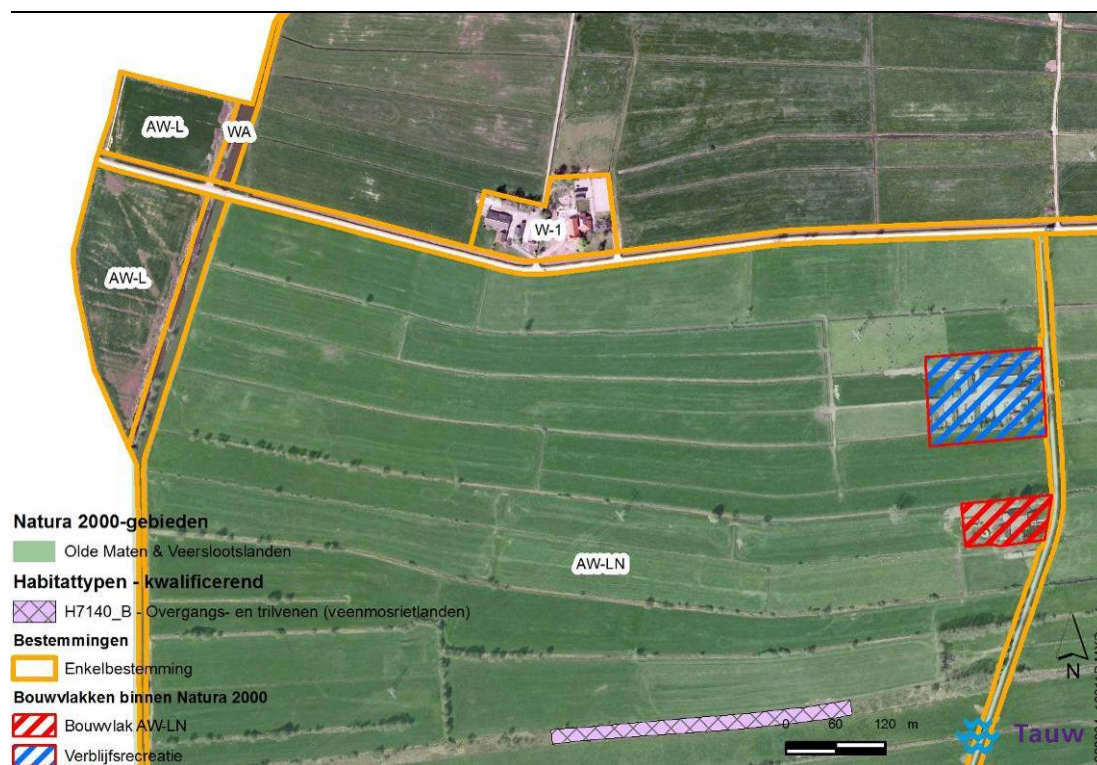 AW-L
WA
W-1
AW-L
AW-LN
Natura 2000-gebieden
Olde Maten & Veerslootslanden
Habitattypen - kwalificerend
H7140_B - Overgangs- en trilvenen (veenmosrietlanden)
Bestemmingen
Enkelbestemming
Bouwvlakken binnen Natura 2000
Bouwvlak AW-LN
Verblijfsrecreatie
N
0 60 120 m
Tauw